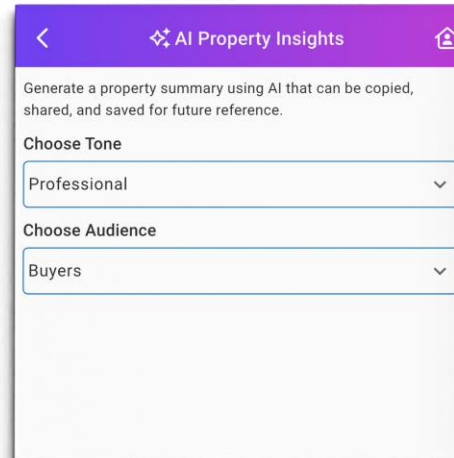 AI Property Insights
Generate a property summary using AI that can be copied,
shared, and saved for future reference.
Choose Tone
Professional
Choose Audience
Buyers